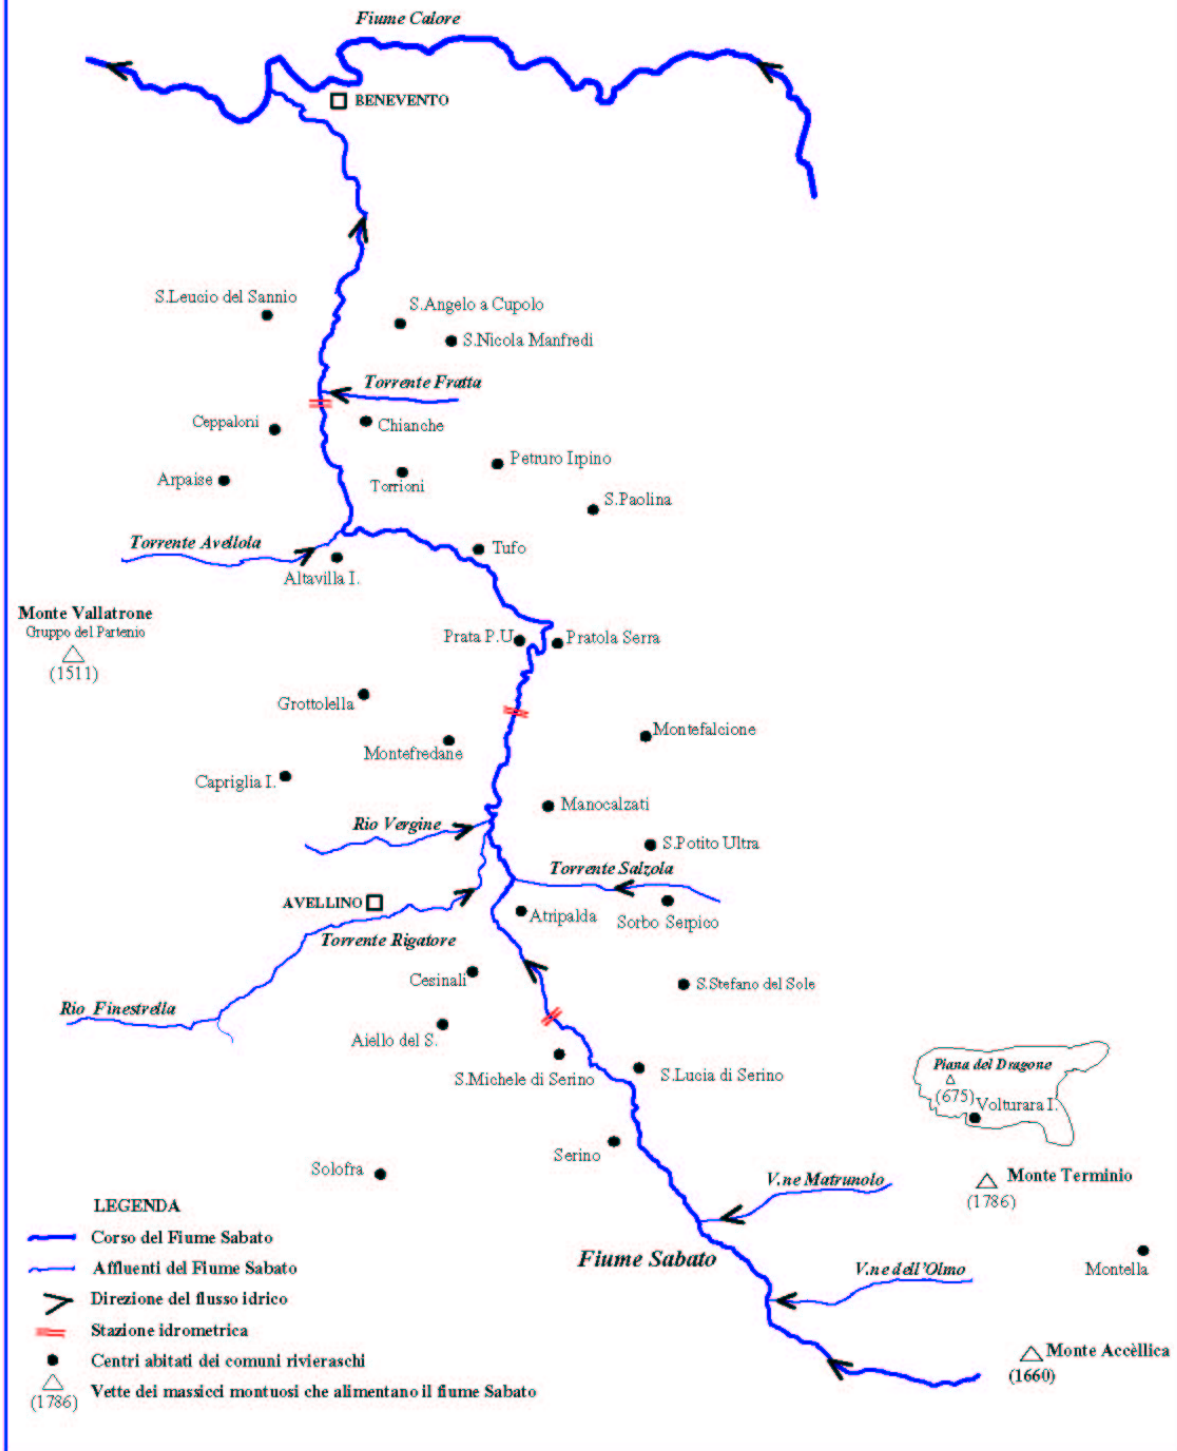 Fiume Calore
BENEVENTO
S.Leucio del Sannio
S.Angelo a Cupolo
S.Nicola Manfredi
Torrente Fratta
Ceppaloni
Chianche
Petruro Irpino
Arpaise
Torrioni
S.Paolina
Torrente Avellola
Tufo
Altavilla I.
Monte Vallatrone
Gruppo del Partenio
(1511)
Prata P.U
Pratola Serra
Grottolella
Montefalcione
Montefredane
Capriglia I.
Manocalzati
Rio Vergine
S.Potito Ultra
Torrente Salzola
AVELLINO
Atripalda
Sorbo Serpico
Torrente Rigatore
Cesinali
S.Stefano del Sole
Rio Finestrella
Aiello del S.
S.Michele di Serino
S.Lucia di Serino
Piana del Dragone
(675)
Volturara I.
Serino
Solofra
V.ne Matrunolo
Monte Terminio
(1786)
Fiume Sabato
V.ne dell'Olmo
Montella
Monte Accèllica
(1660)
LEGENDA
Corso del Fiume Sabato
Affluenti del Fiume Sabato
Direzione del flusso idrico
Stazione idrometrica
Centri abitati dei comuni rivieraschi
Vette dei massicci montuosi che alimentano il fiume Sabato
(1786)